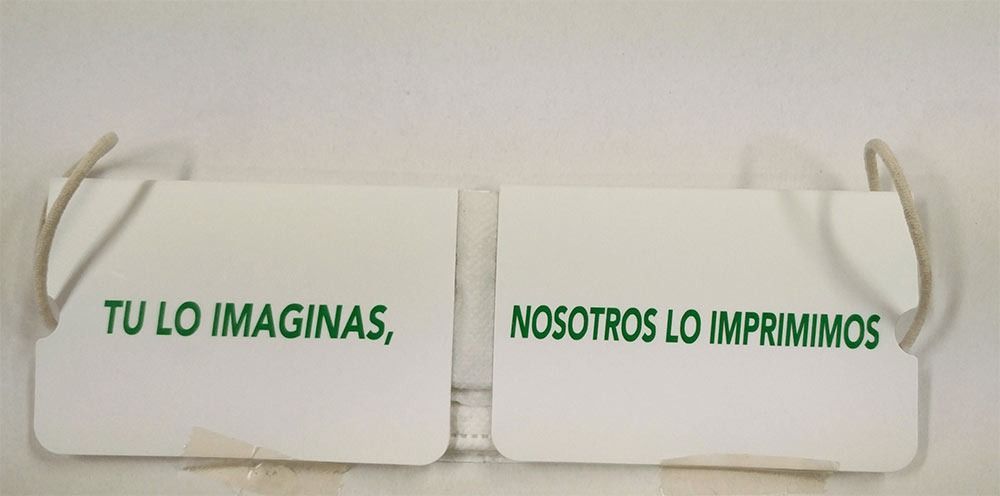 TU LO IMAGINAS,
NOSOTROS LO IMPRIMIMOS